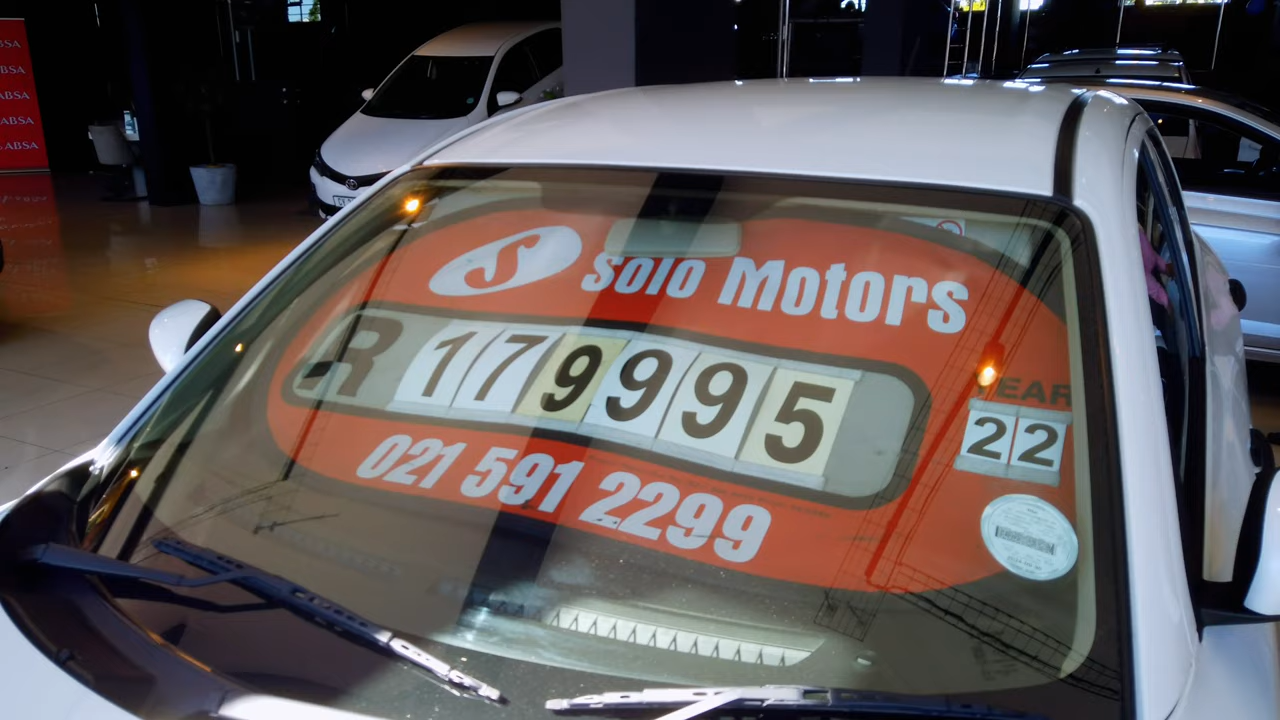 ABSA
ABSA
ABSA
ABSA
ABSA
S Solo Motors
R 179995
YEAR
22
021 591 2299